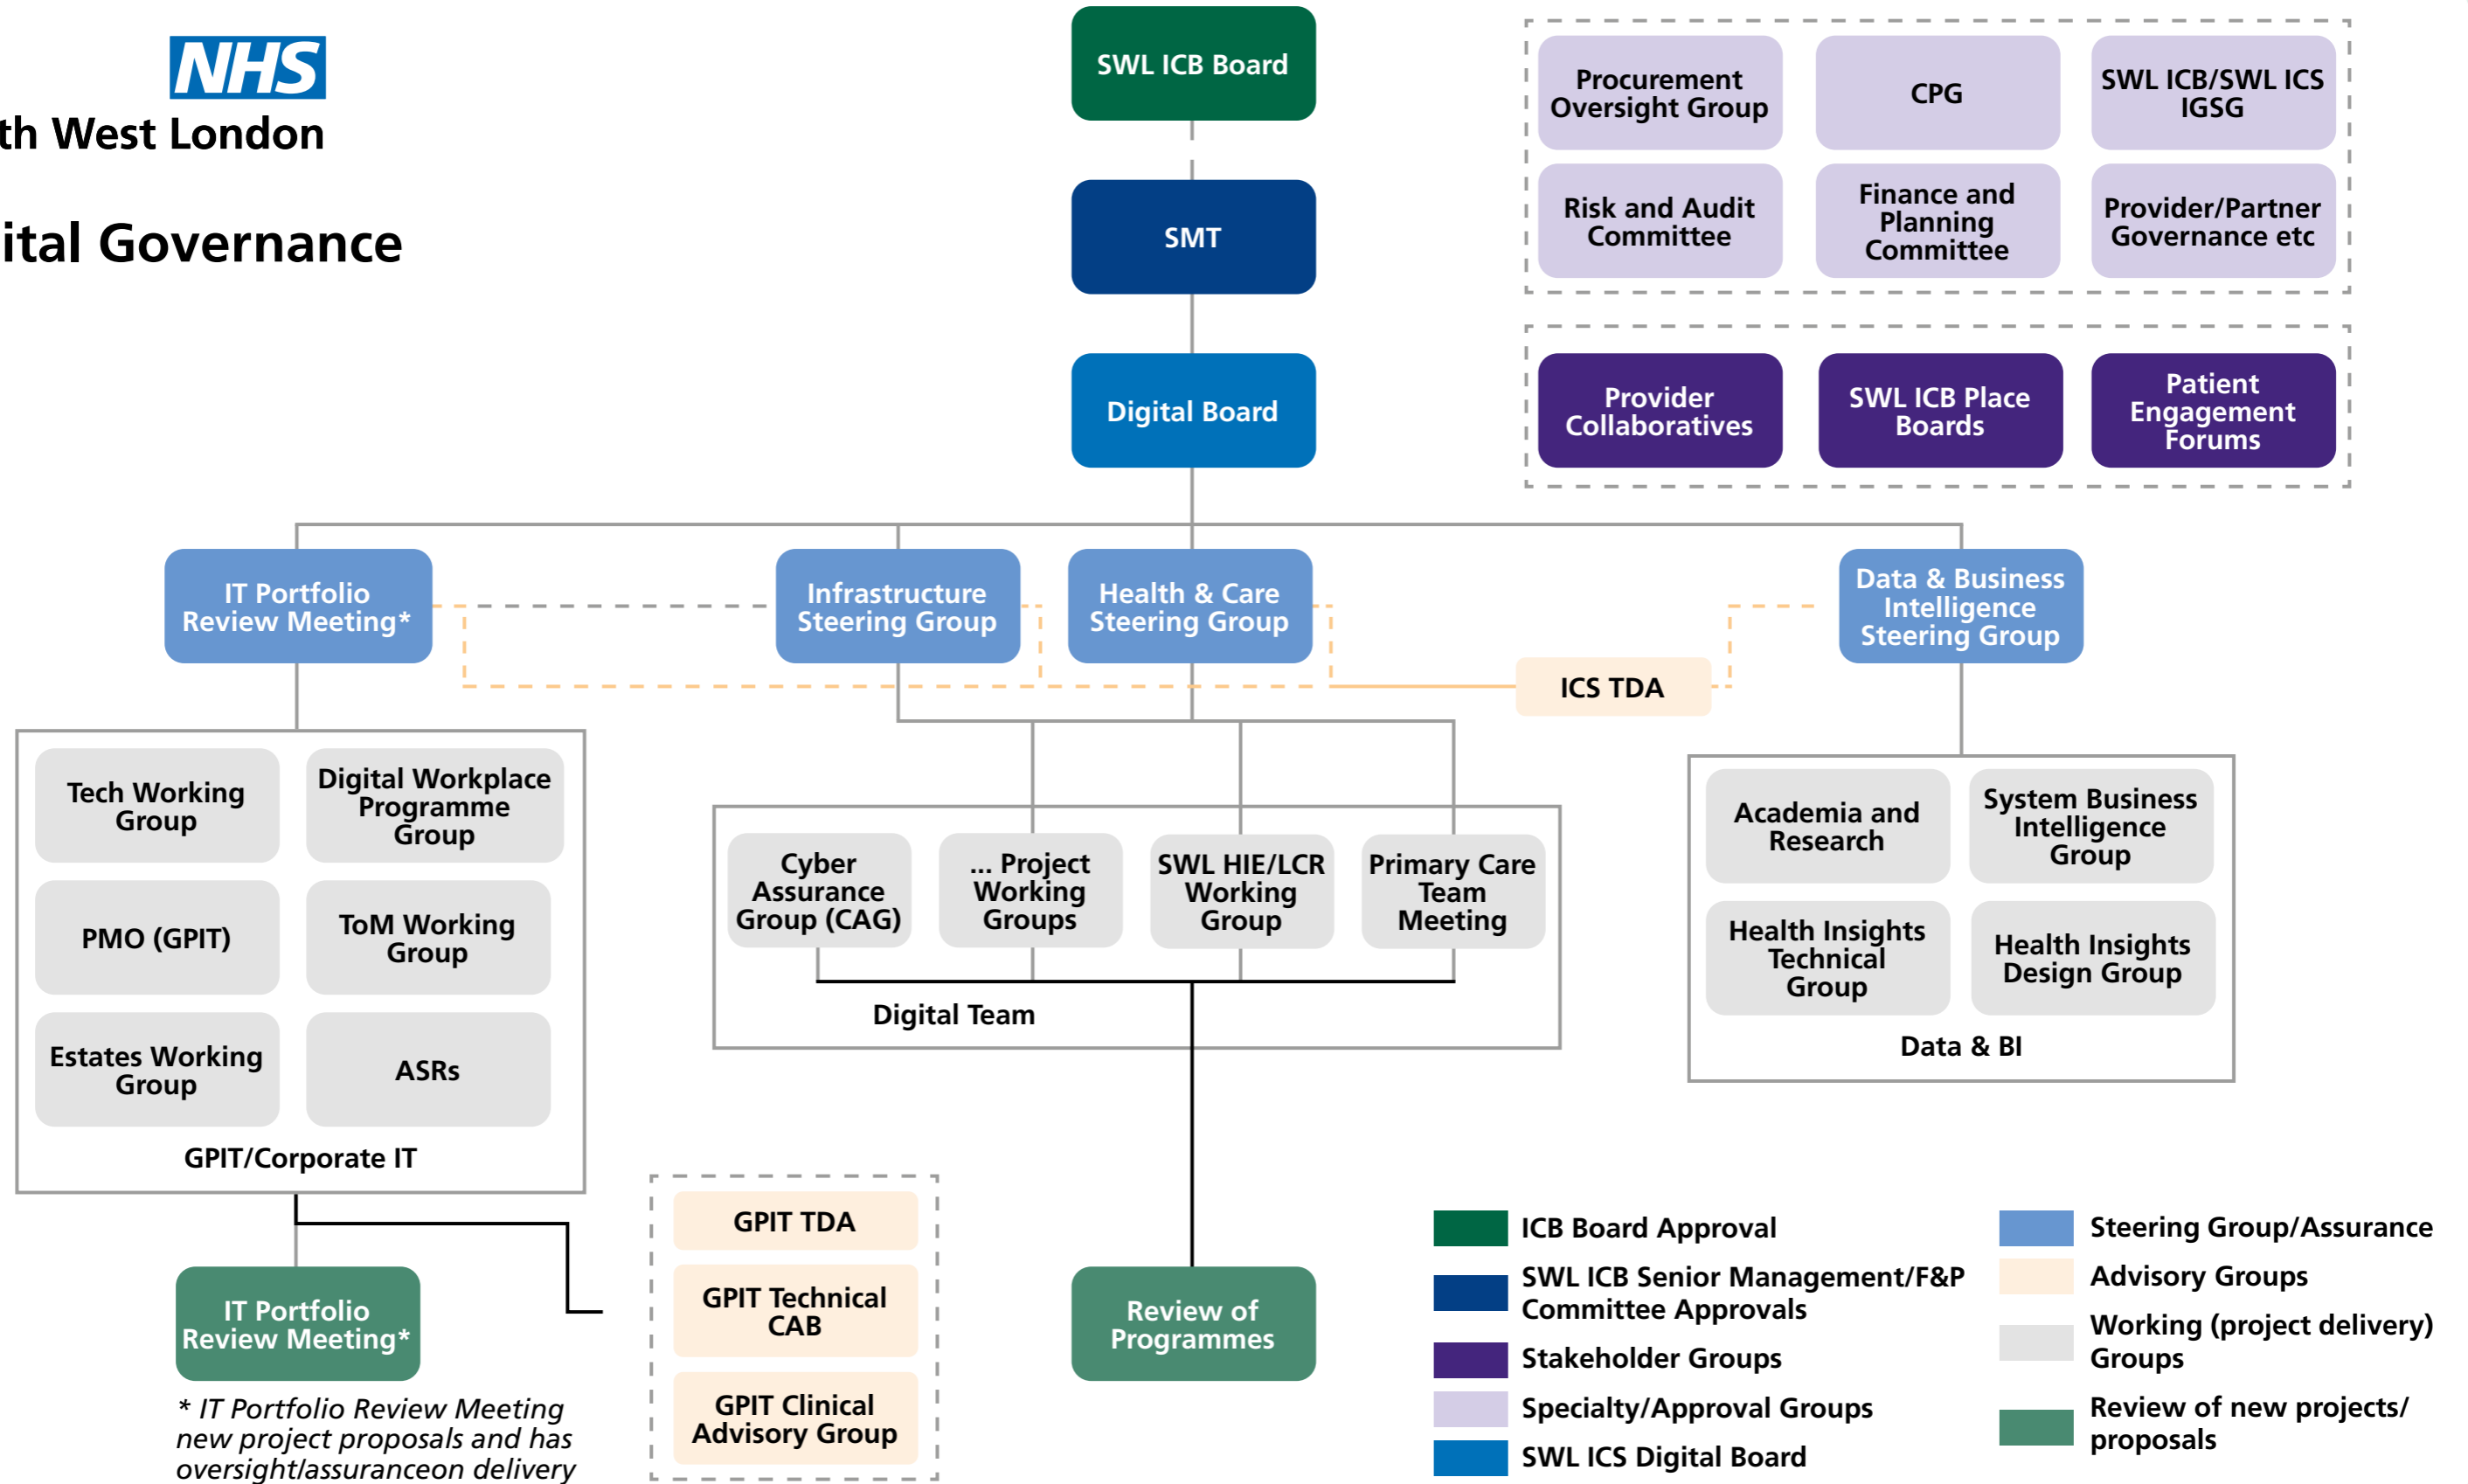 NHS
th West London
ital Governance
SWL ICB Board
SMT
Digital Board
Procurement
Oversight Group
CPG
SWL ICB/SWL ICS
IGSG
Risk and Audit
Committee
Finance and
Planning
Committee
Provider/Partner
Governance etc
Provider
Collaboratives
SWL ICB Place
Boards
Patient
Engagement
Forums
IT Portfolio
Review Meeting*
Infrastructure
Steering Group
Health & Care
Steering Group
Data & Business
Intelligence
Steering Group
ICS TDA
Tech Working
Group
Digital Workplace
Programme
Group
PMO (GPIT)
ToM Working
Group
Estates Working
Group
ASRs
GPIT/Corporate IT
Cyber
Assurance
Group (CAG)
... Project
Working
Groups
SWL HIE/LCR
Working
Group
Primary Care
Team
Meeting
Digital Team
Academia and
Research
System Business
Intelligence
Group
Health Insights
Technical
Group
Health Insights
Design Group
Data & BI
IT Portfolio
Review Meeting*
* IT Portfolio Review Meeting
new project proposals and has
oversight/assuranceon delivery
GPIT TDA
GPIT Technical
CAB
GPIT Clinical
Advisory Group
Review of
Programmes
ICB Board Approval
SWL ICB Senior Management/F&P
Committee Approvals
Stakeholder Groups
Specialty/Approval Groups
SWL ICS Digital Board
Steering Group/Assurance
Advisory Groups
Working (project delivery)
Groups
Review of new projects/
proposals